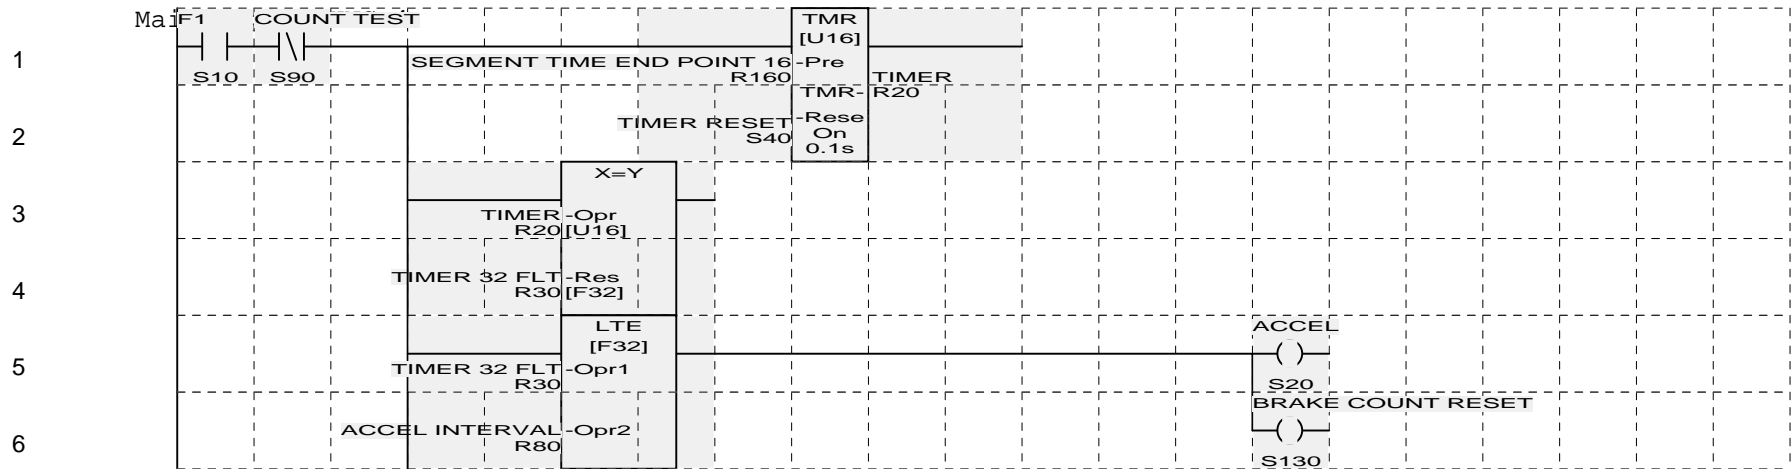 Mai
F1 COUNT TEST
TMR
[U16]
1
SEGMENT TIME END POINT 16 -Pre
S10 S90 R160 TIMER
TMR- R20
-Rese
TIMER RESET
2 On
S40
0.1s
X=Y
3
TIMER -Opr
R20 [U16]
TIMER 32 FLT -Res
4 R30 [F32]
LTE ACCEL
[F32]
5 TIMER 32 FLT -Opr1
R30 S20
BRAKE COUNT RESET
ACCEL INTERVAL -Opr2
6 R80
S130